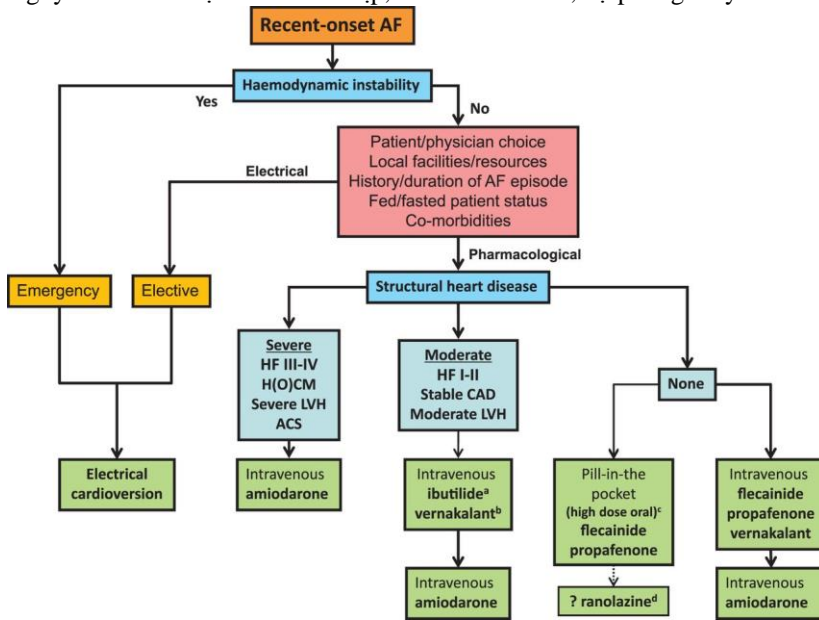 Recent-onset AF
Haemodynamic instability
Yes
No
Patient/physician choice
Local facilities/resources
History/duration of AF episode
Fed/fasted patient status
Co-morbidities
Electrical
Pharmacological
Emergency
Elective
Structural heart disease
Severe
HF III-IV
H(O)CM
Severe LVH
ACS
Moderate
HF I-II
Stable CAD
Moderate LVH
None
Electrical
cardioversion
Intravenous
amiodarone
Intravenous
ibutilideᵃ
vernakalantᵇ
Pill-in-the
pocket
(high dose oral)ᶜ
flecainide
propafenone
Intravenous
flecainide
propafenone
vernakalant
Intravenous
amiodarone
? ranolazineᵈ
Intravenous
amiodarone